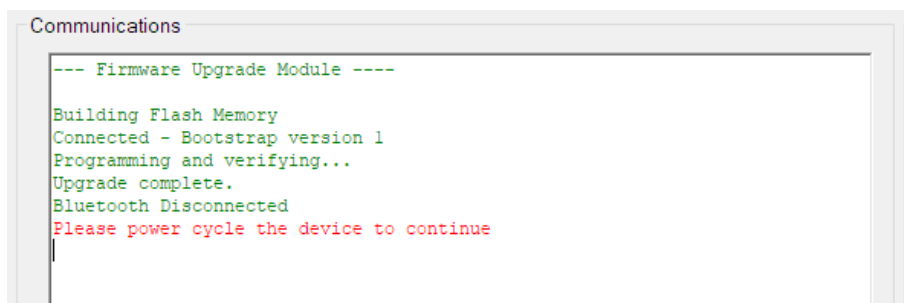 Communications
--- Firmware Upgrade Module ----
Building Flash Memory
Connected - Bootstrap version 1
Programming and verifying...
Upgrade complete.
Bluetooth Disconnected
Please power cycle the device to continue